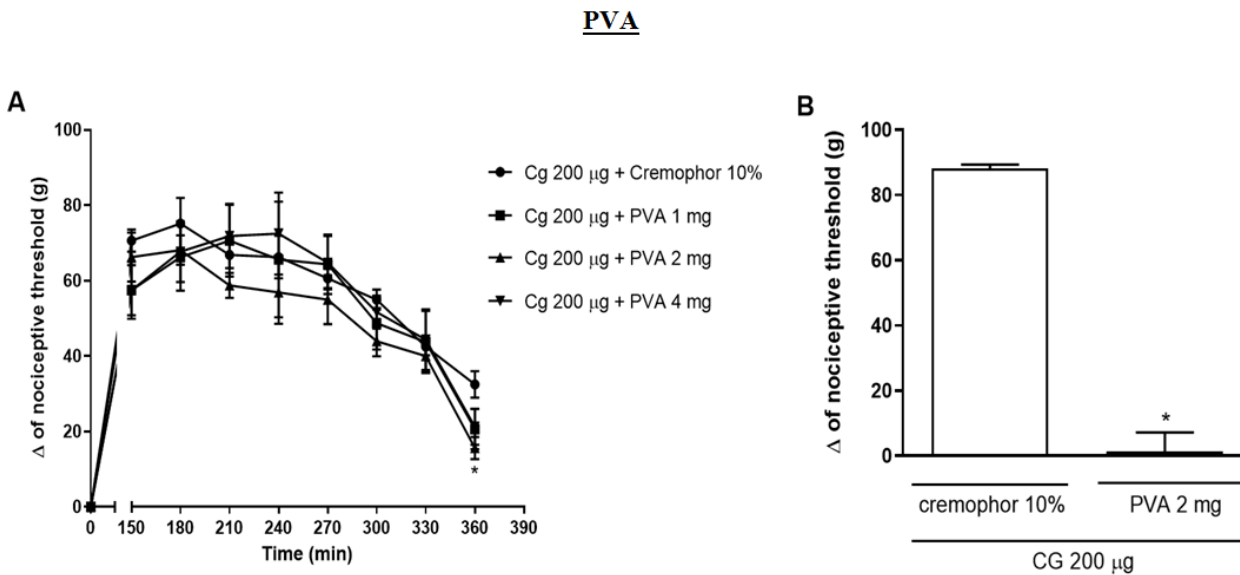 PVA
A
Δ of nociceptive threshold (g)
100
80
60
40
20
0
0 150 180 210 240 270 300 330 360 390
Time (min)
Cg 200 μg + Cremophor 10%
Cg 200 μg + PVA 1 mg
Cg 200 μg + PVA 2 mg
Cg 200 μg + PVA 4 mg
*
B
Δ of nociceptive threshold (g)
100
80
60
40
20
0
*
cremophor 10% PVA 2 mg
CG 200 μg